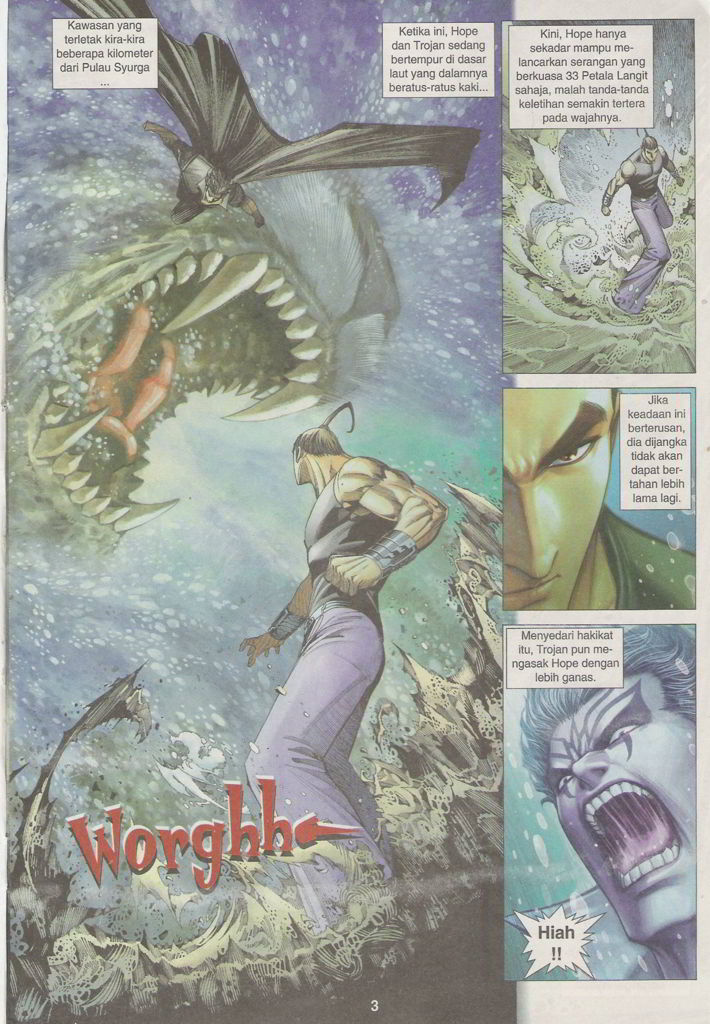 Kawasan yang
terletak kira-kira
beberapa kilometer
dari Pulau Syurga
...
Ketika ini, Hope
dan Trojan sedang
bertempur di dasar
laut yang dalamnya
beratus-ratus kaki...
Kini, Hope hanya
sekadar mampu me-
lancarkan serangan yang
berkuasa 33 Petala Langit
sahaja, malah tanda-tanda
keletihan semakin tertera
pada wajahnya.
Jika
keadaan ini
berterusan,
dia dijangka
tidak akan
dapat ber-
tahan lebih
lama lagi.
Menyedari hakikat
itu, Trojan pun me-
ngasak Hope dengan
lebih ganas.
Worghh
Hiah
!!
3